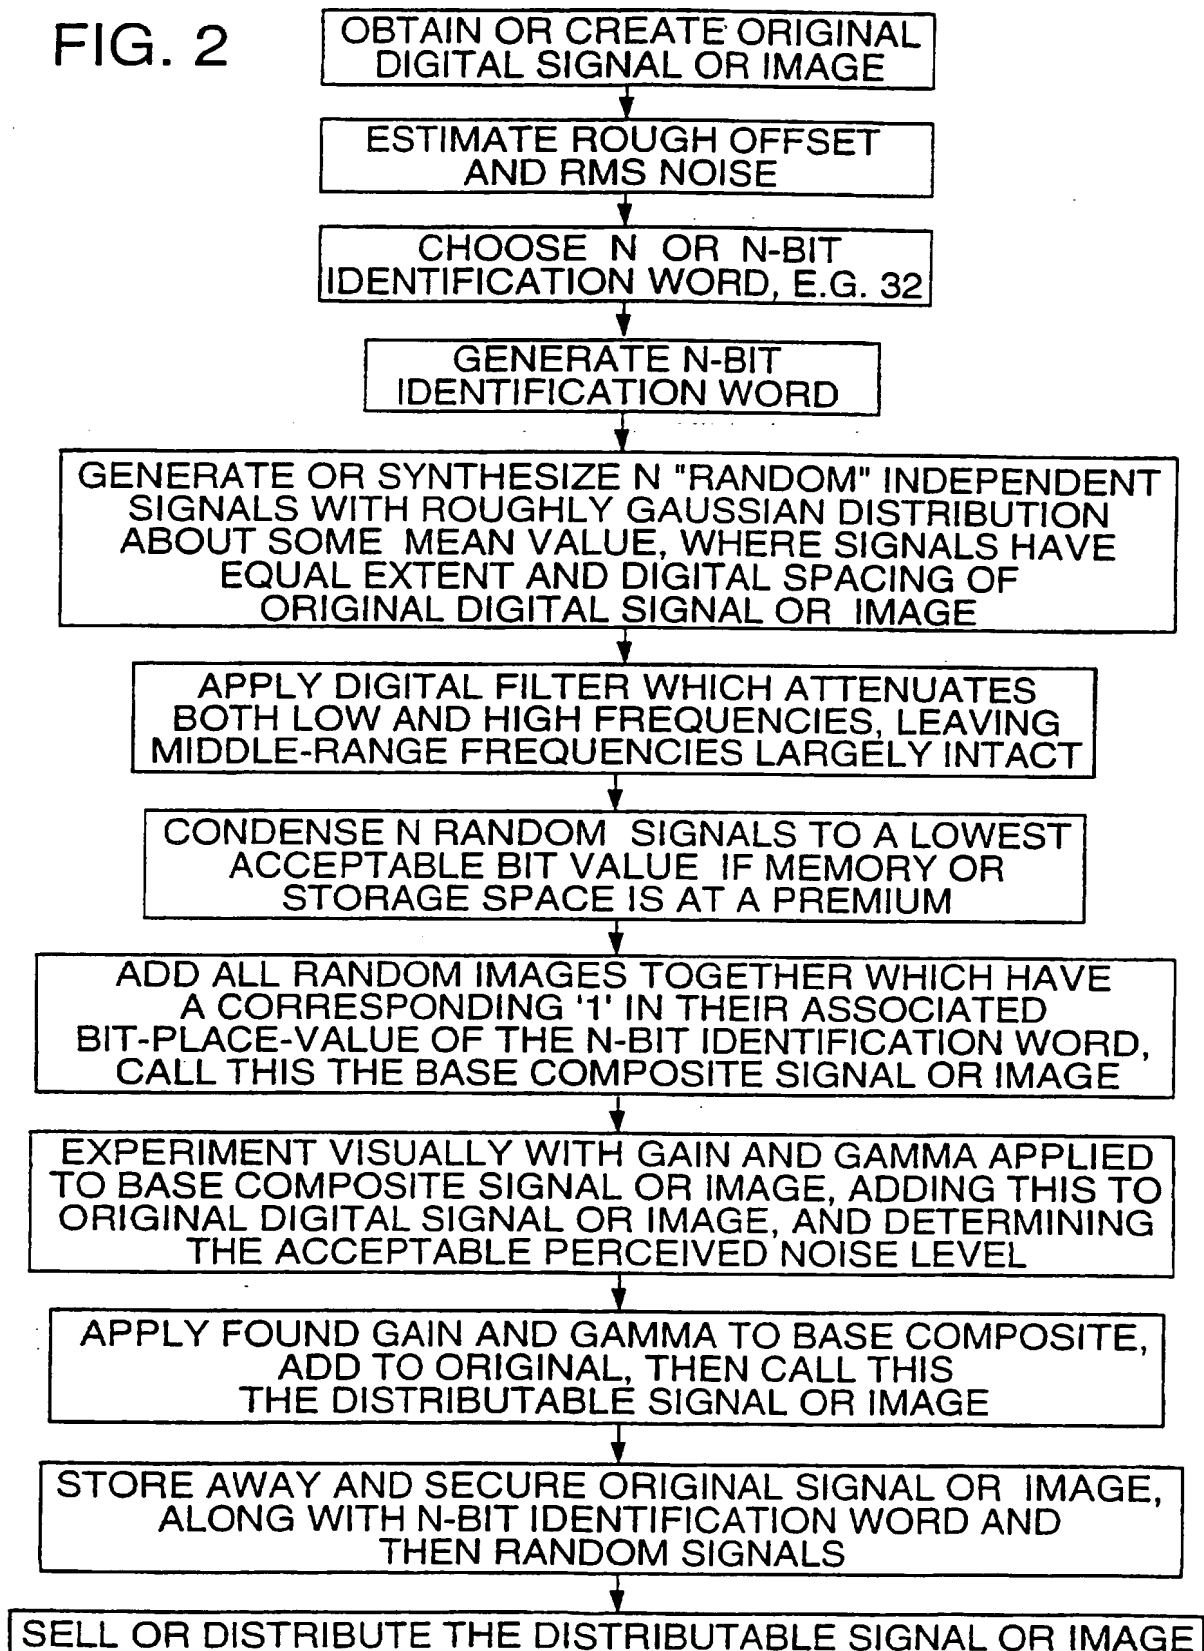 FIG. 2
OBTAIN OR CREATE ORIGINAL
DIGITAL SIGNAL OR IMAGE
ESTIMATE ROUGH OFFSET
AND RMS NOISE
CHOOSE N OR N-BIT
IDENTIFICATION WORD, E.G. 32
GENERATE N-BIT
IDENTIFICATION WORD
GENERATE OR SYNTHESIZE N "RANDOM" INDEPENDENT
SIGNALS WITH ROUGHLY GAUSSIAN DISTRIBUTION
ABOUT SOME MEAN VALUE, WHERE SIGNALS HAVE
EQUAL EXTENT AND DIGITAL SPACING OF
ORIGINAL DIGITAL SIGNAL OR IMAGE
APPLY DIGITAL FILTER WHICH ATTENUATES
BOTH LOW AND HIGH FREQUENCIES, LEAVING
MIDDLE-RANGE FREQUENCIES LARGELY INTACT
CONDENSE N RANDOM SIGNALS TO A LOWEST
ACCEPTABLE BIT VALUE IF MEMORY OR
STORAGE SPACE IS AT A PREMIUM
ADD ALL RANDOM IMAGES TOGETHER WHICH HAVE
A CORRESPONDING '1' IN THEIR ASSOCIATED
BIT-PLACE-VALUE OF THE N-BIT IDENTIFICATION WORD,
CALL THIS THE BASE COMPOSITE SIGNAL OR IMAGE
EXPERIMENT VISUALLY WITH GAIN AND GAMMA APPLIED
TO BASE COMPOSITE SIGNAL OR IMAGE, ADDING THIS TO
ORIGINAL DIGITAL SIGNAL OR IMAGE, AND DETERMINING
THE ACCEPTABLE PERCEIVED NOISE LEVEL
APPLY FOUND GAIN AND GAMMA TO BASE COMPOSITE,
ADD TO ORIGINAL, THEN CALL THIS
THE DISTRIBUTABLE SIGNAL OR IMAGE
STORE AWAY AND SECURE ORIGINAL SIGNAL OR IMAGE,
ALONG WITH N-BIT IDENTIFICATION WORD AND
THEN RANDOM SIGNALS
SELL OR DISTRIBUTE THE DISTRIBUTABLE SIGNAL OR IMAGE